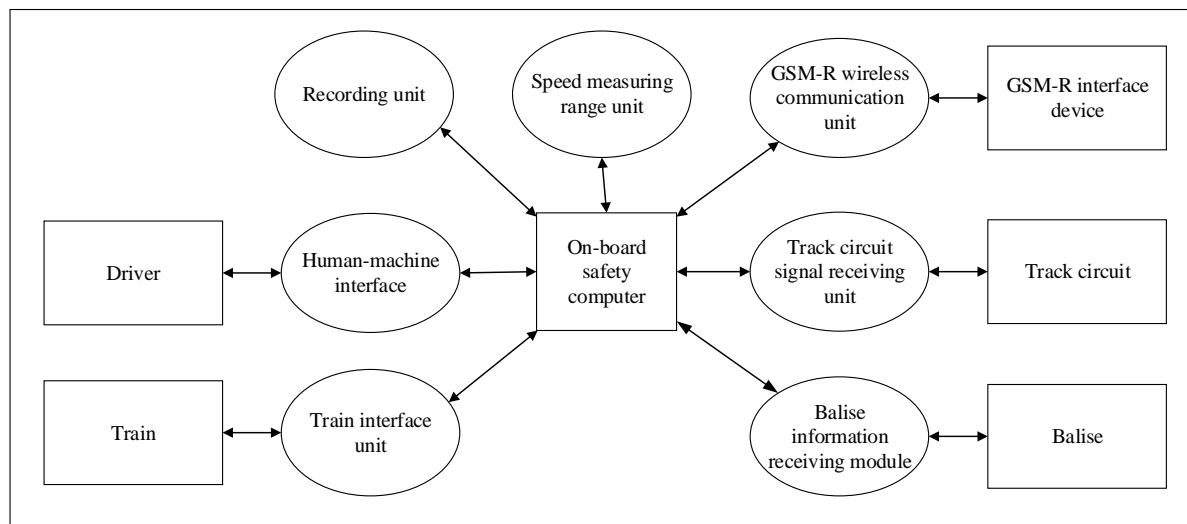 Recording unit
Speed measuring
range unit
GSM-R wireless
communication
unit
GSM-R interface
device
Driver
Human-machine
interface
On-board
safety
computer
Track circuit
signal receiving
unit
Track circuit
Train
Train interface
unit
Balise
information
receiving module
Balise